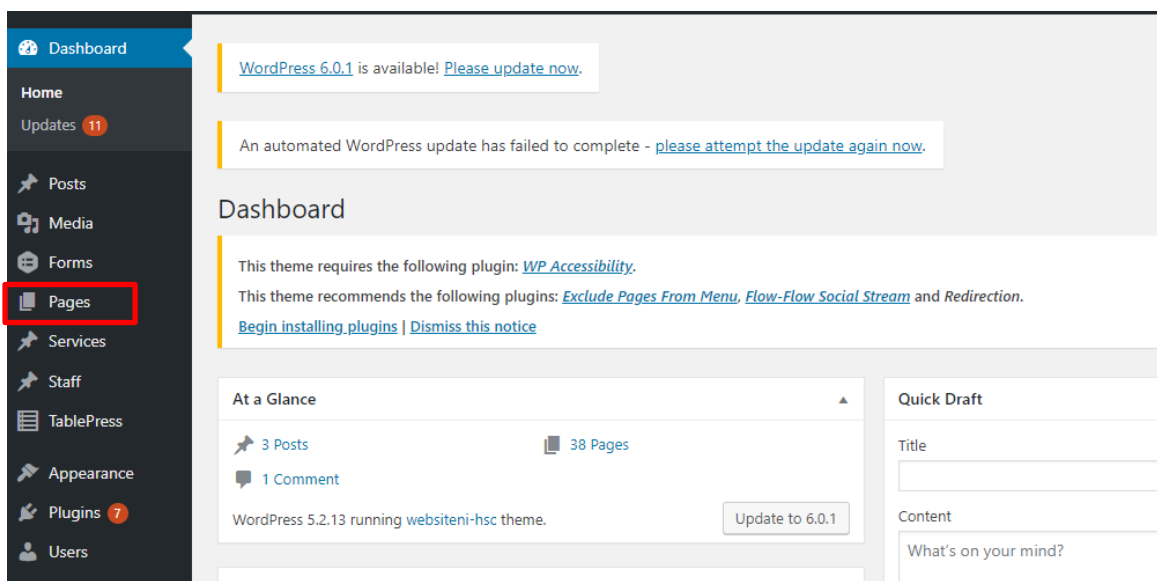 Dashboard
Home
Updates 11
Posts
Media
Forms
Pages
Services
Staff
TablePress
Appearance
Plugins 7
Users
WordPress 6.0.1 is available! Please update now.
An automated WordPress update has failed to complete - please attempt the update again now.
Dashboard
This theme requires the following plugin: WP Accessibility.
This theme recommends the following plugins: Exclude Pages From Menu, Flow-Flow Social Stream and Redirection.
Begin installing plugins | Dismiss this notice
At a Glance
3 Posts
38 Pages
1 Comment
WordPress 5.2.13 running websiteni-hsc theme.
Update to 6.0.1
Quick Draft
Title
Content
What's on your mind?